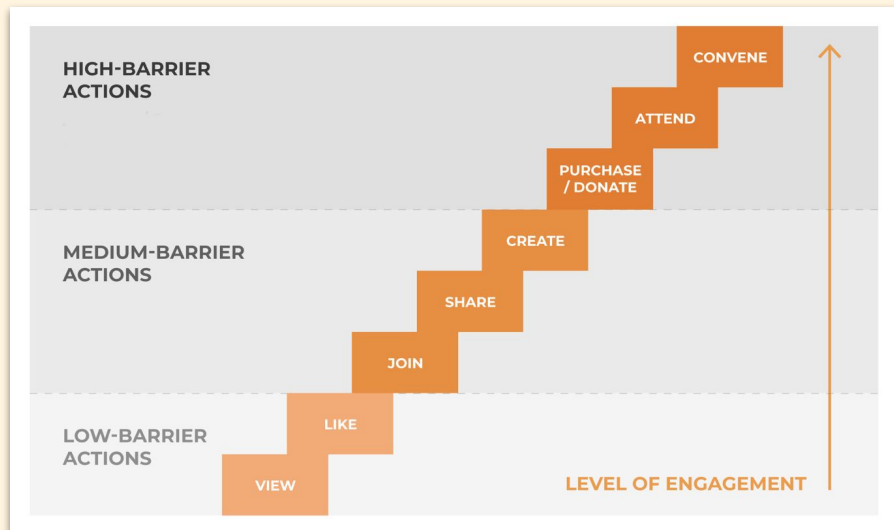 HIGH-BARRIER
ACTIONS
CONVENE
ATTEND
PURCHASE
/ DONATE
MEDIUM-BARRIER
ACTIONS
CREATE
SHARE
JOIN
LOW-BARRIER
ACTIONS
LIKE
VIEW
LEVEL OF ENGAGEMENT